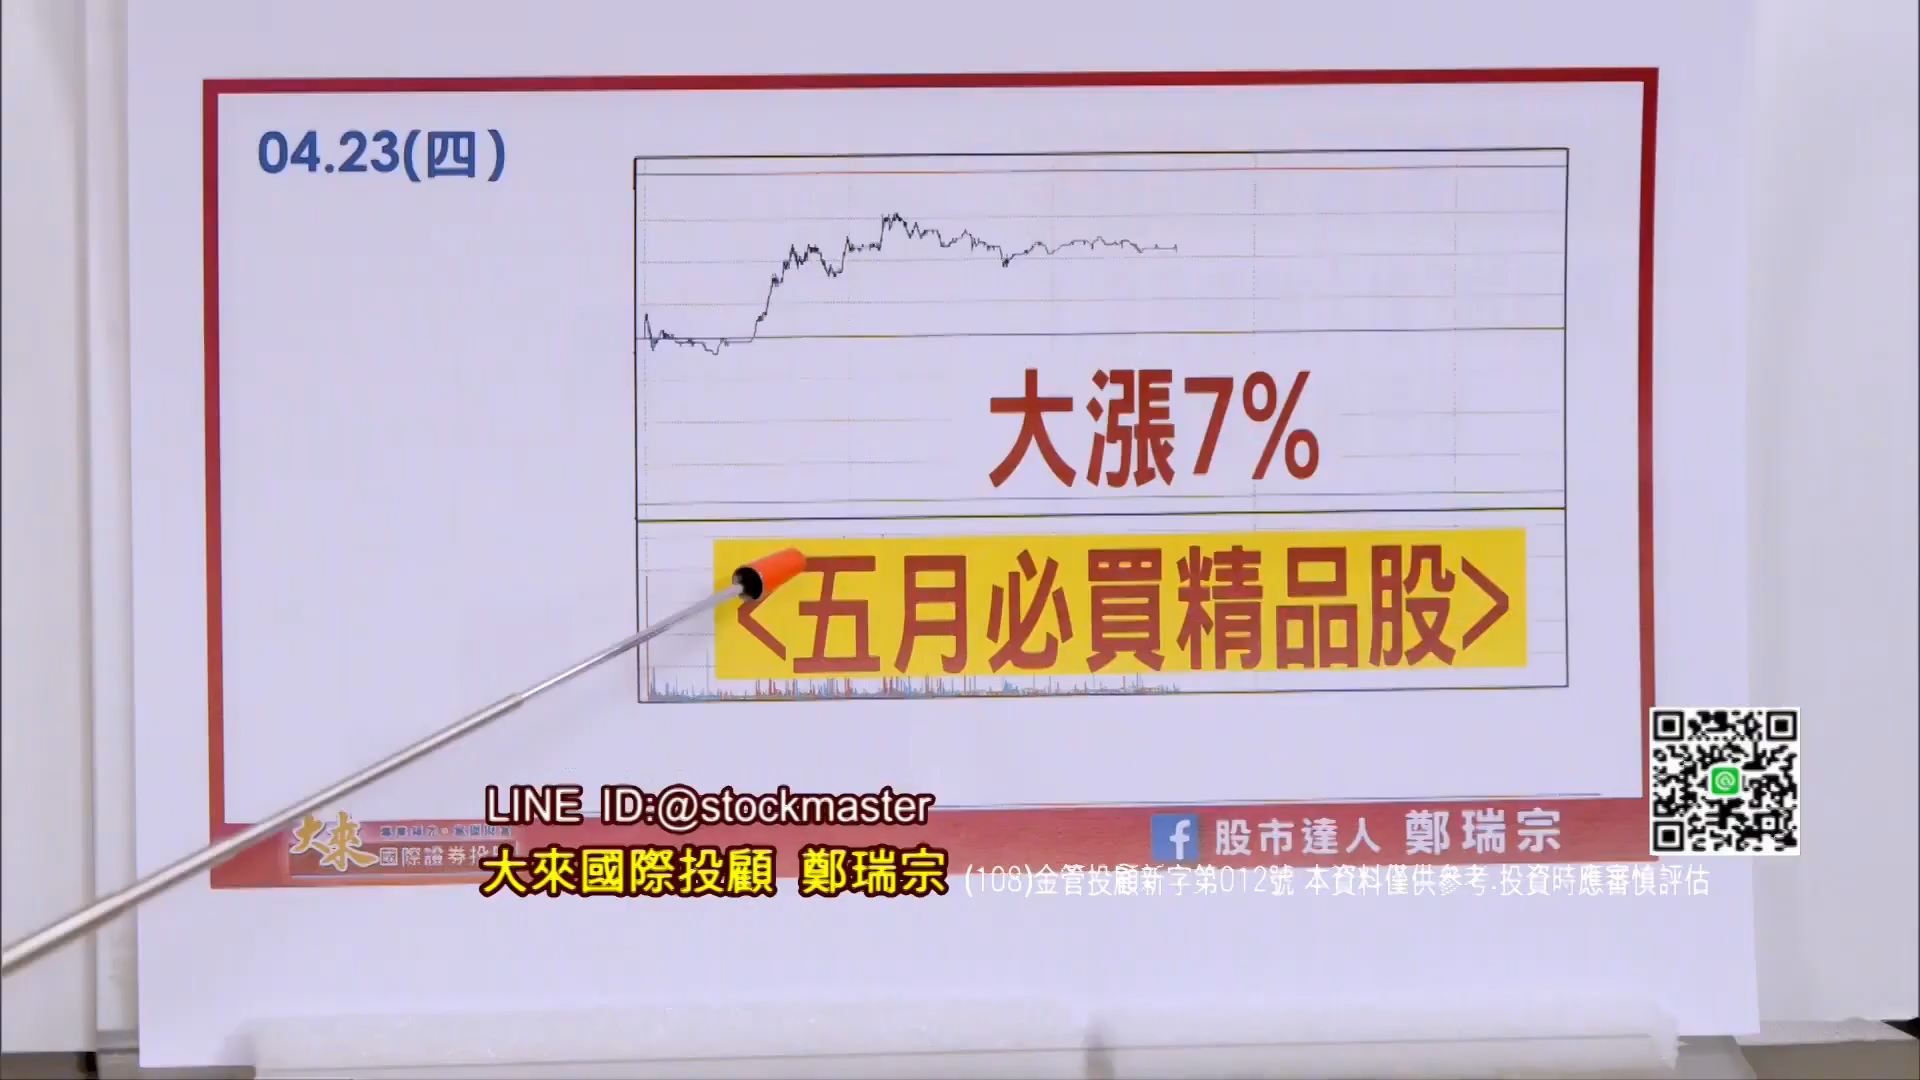 04.23(四)
大漲7%
<五月必買精品股>
LINE ID:@stockmaster
大來
國際證券投
股市達人 鄭瑞宗
大來國際投顧 鄭瑞宗
(108)金管投顧新字第012號 本資料僅供參考.投資時應審慎評估